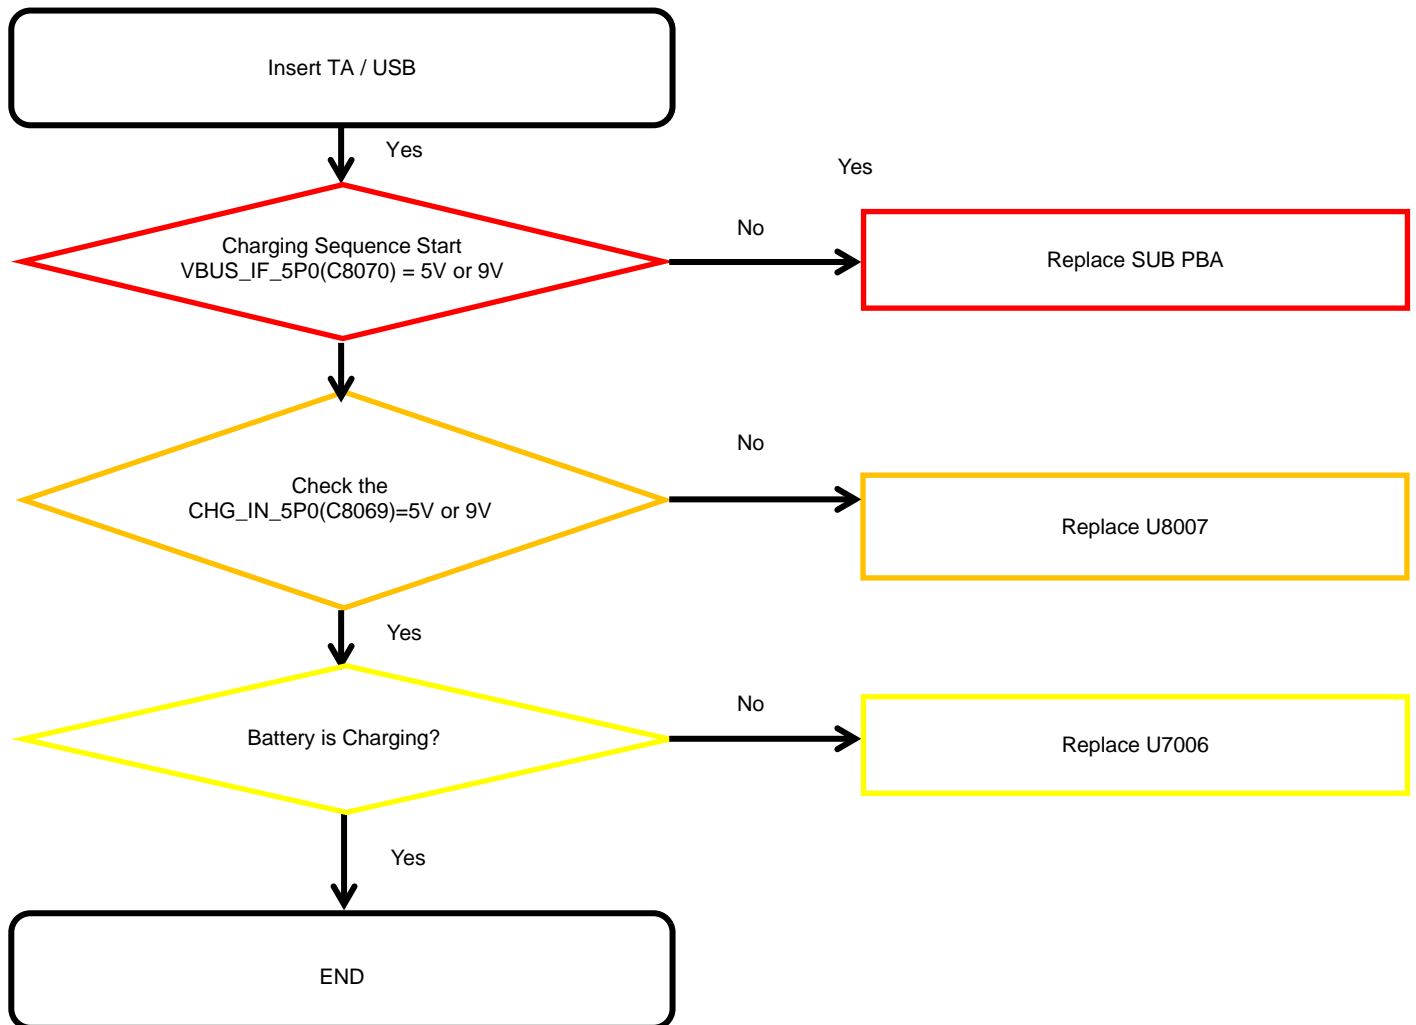 Insert TA / USB
Yes
Yes
Charging Sequence Start
VBUS_IF_5P0(C8070) = 5V or 9V
No
Replace SUB PBA
Check the
CHG_IN_5P0(C8069)=5V or 9V
No
Replace U8007
Yes
Battery is Charging?
No
Replace U7006
Yes
END